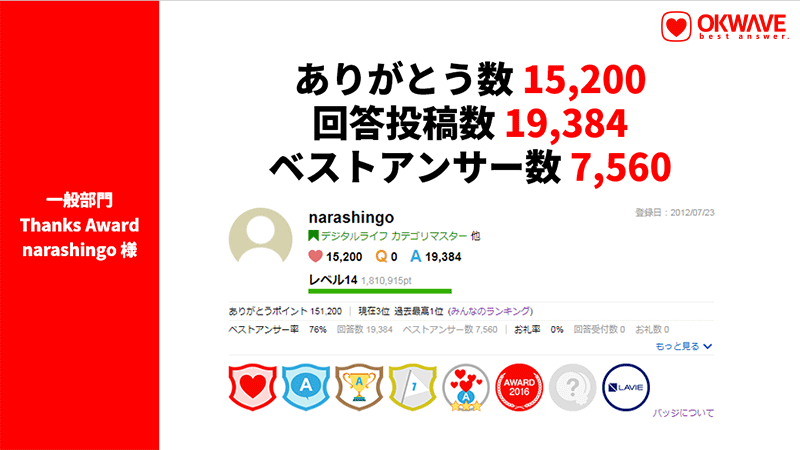 OKWAVE
best answer.
ありがとう数 15,200
回答投稿数 19,384
ベストアンサー数 7,560
一般部門
Thanks Award
narashingo 様
narashingo
登録日：2012/07/23
デジタルライフ カテゴリマスター 他
15,200 Q 0 A 19,384
レベル14 1,810,915pt
ありがとうポイント 151,200 | 現在3位 過去最高1位 (みんなのランキング)
ベストアンサー率 76% 回答数 19,384 ベストアンサー数 7,560 | お礼率 0% 回答受付数 0 お礼数 0
もっと見る
A A 1 A AWARD 2016 ? LAVIE
バッジについて